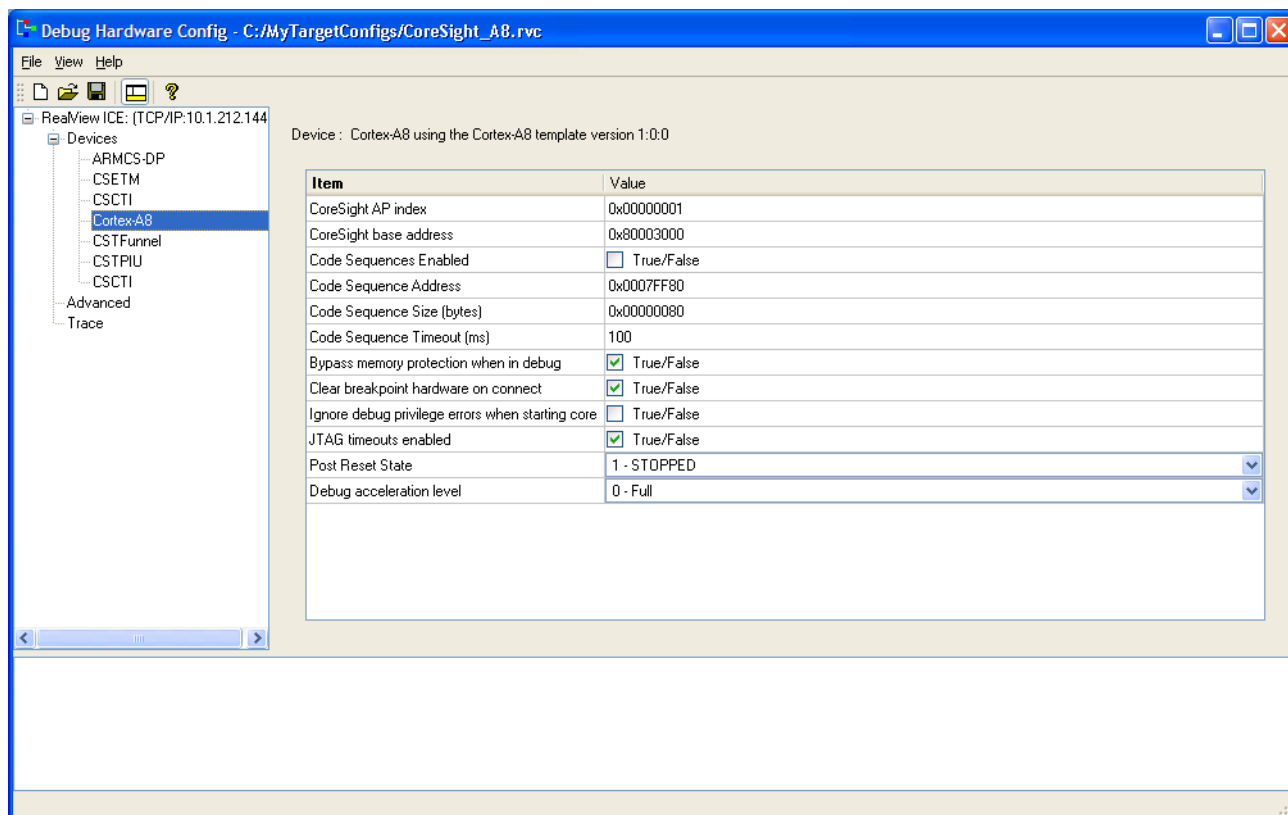 Debug Hardware Config - C:/MyTargetConfigs/CoreSight_A8.rvc
File View Help
RealView ICE: (TCP/IP:10.1.212.144
Devices
ARMCS-DP
CSETM
CSCTI
Cortex-A8
CSTFunnel
CSTPIU
CSCTI
Advanced
Trace
Device : Cortex-A8 using the Cortex-A8 template version 1:0:0
Item Value
CoreSight AP index 0x00000001
CoreSight base address 0x80003000
Code Sequences Enabled True/False
Code Sequence Address 0x0007FF80
Code Sequence Size (bytes) 0x00000080
Code Sequence Timeout (ms) 100
Bypass memory protection when in debug True/False
Clear breakpoint hardware on connect True/False
Ignore debug privilege errors when starting core True/False
JTAG timeouts enabled True/False
Post Reset State 1 - STOPPED
Debug acceleration level 0 - Full